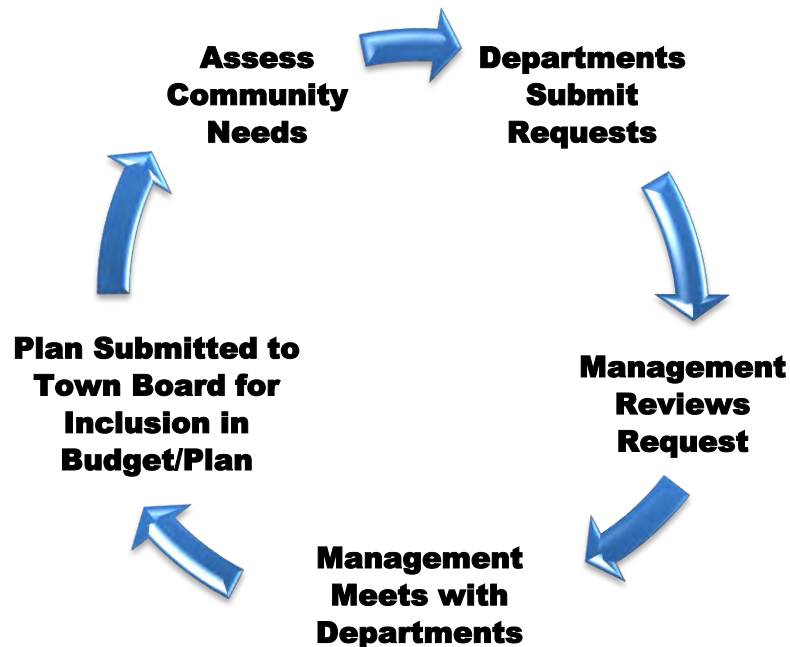 Assess
Community
Needs
Departments
Submit
Requests
Management
Reviews
Request
Management
Meets with
Departments
Plan Submitted to
Town Board for
Inclusion in
Budget/Plan